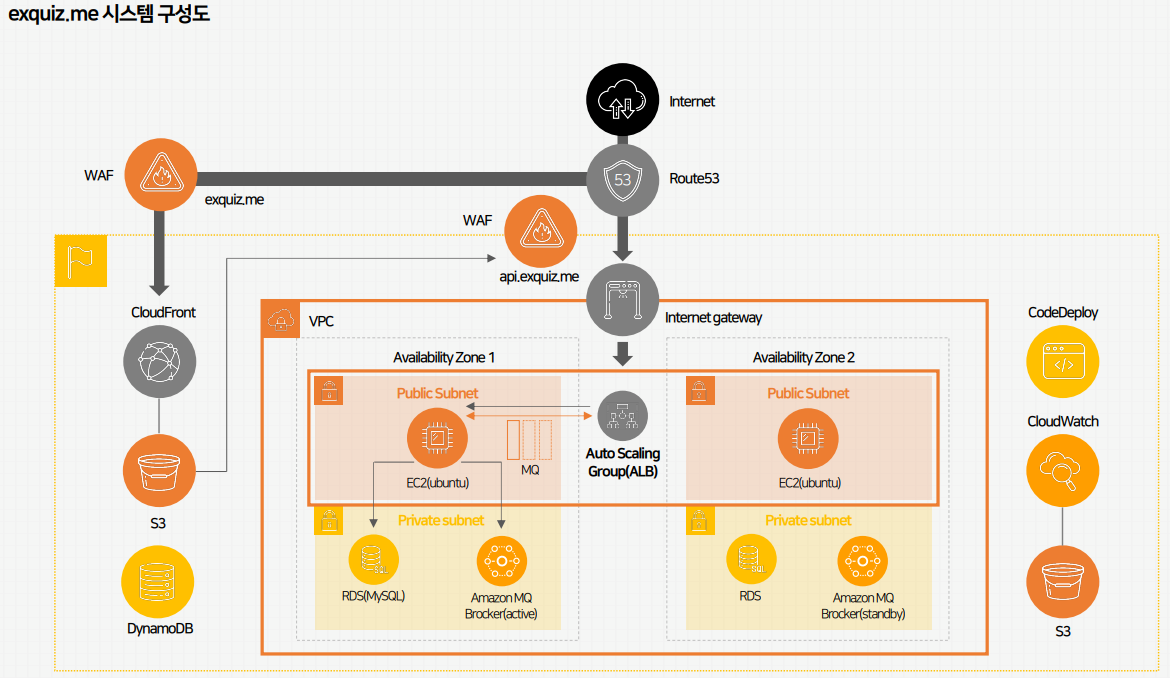 exquiz.me 시스템 구성도
Internet
WAF
53
Route53
exquiz.me
WAF
api.exquiz.me
CloudFront
VPC
Internet gateway
CodeDeploy
Availability Zone 1
Availability Zone 2
Public Subnet
Public Subnet
CloudWatch
MQ
Auto Scaling
Group(ALB)
EC2(ubuntu)
EC2(ubuntu)
S3
Private subnet
Private subnet
SQL
SQL
RDS(MySQL)
Amazon MQ
Brocker(active)
RDS
Amazon MQ
Brocker(standby)
DynamoDB
S3